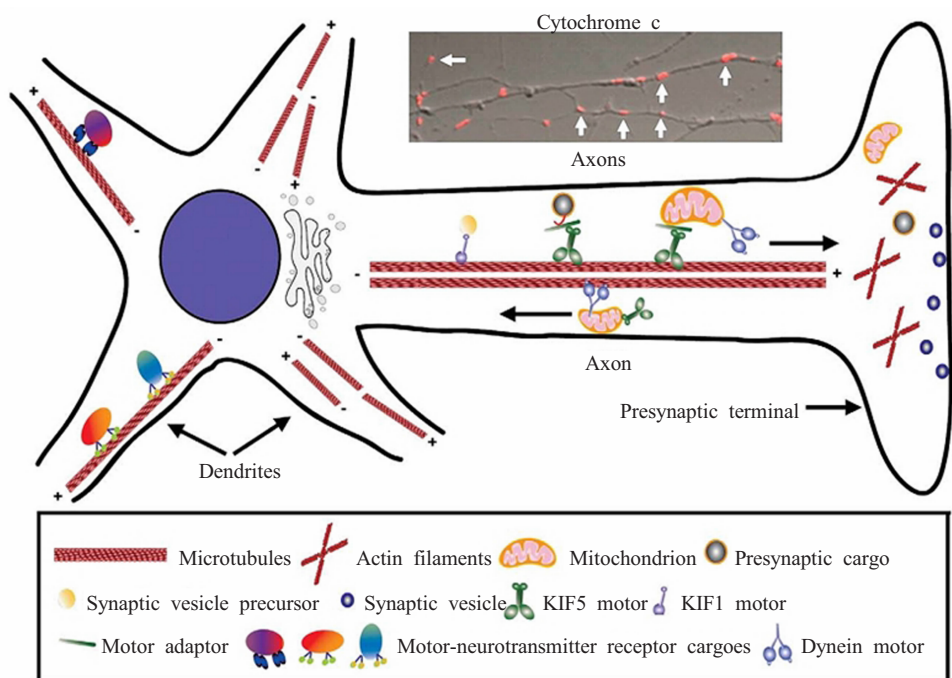 Cytochrome c
Axons
Axon
Presynaptic terminal
Dendrites
Microtubules Actin filaments Mitochondrion Presynaptic cargo
Synaptic vesicle precursor Synaptic vesicle KIF5 motor KIF1 motor
Motor adaptor Motor-neurotransmitter receptor cargoes Dynein motor
+
+
-
-
+
-
-
+
-
+
-
-
+
-
+
+